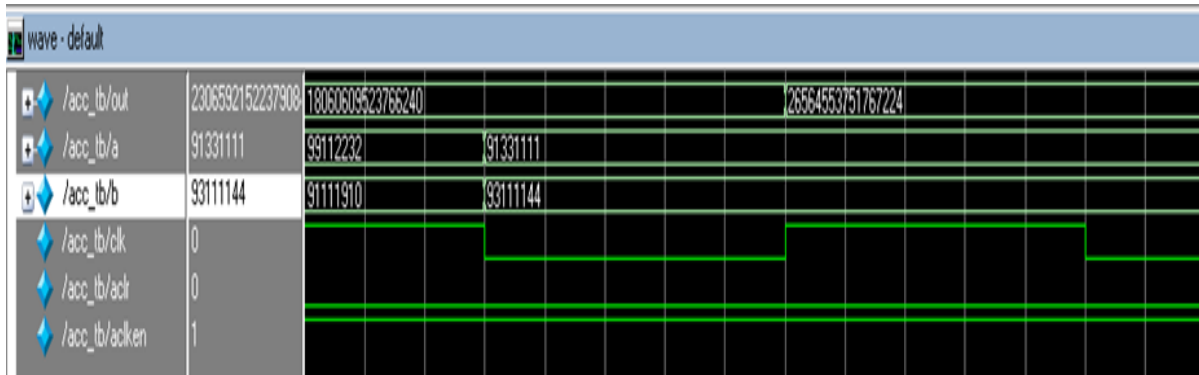 wave - default
/acc_tb/out 2306592152237908 18060609523766240 26564553751767224
/acc_tb/a 91331111 99112232 91331111
/acc_tb/b 93111144 91111910 93111144
/acc_tb/clk 0
/acc_tb/aclr 0
/acc_tb/aclken 1